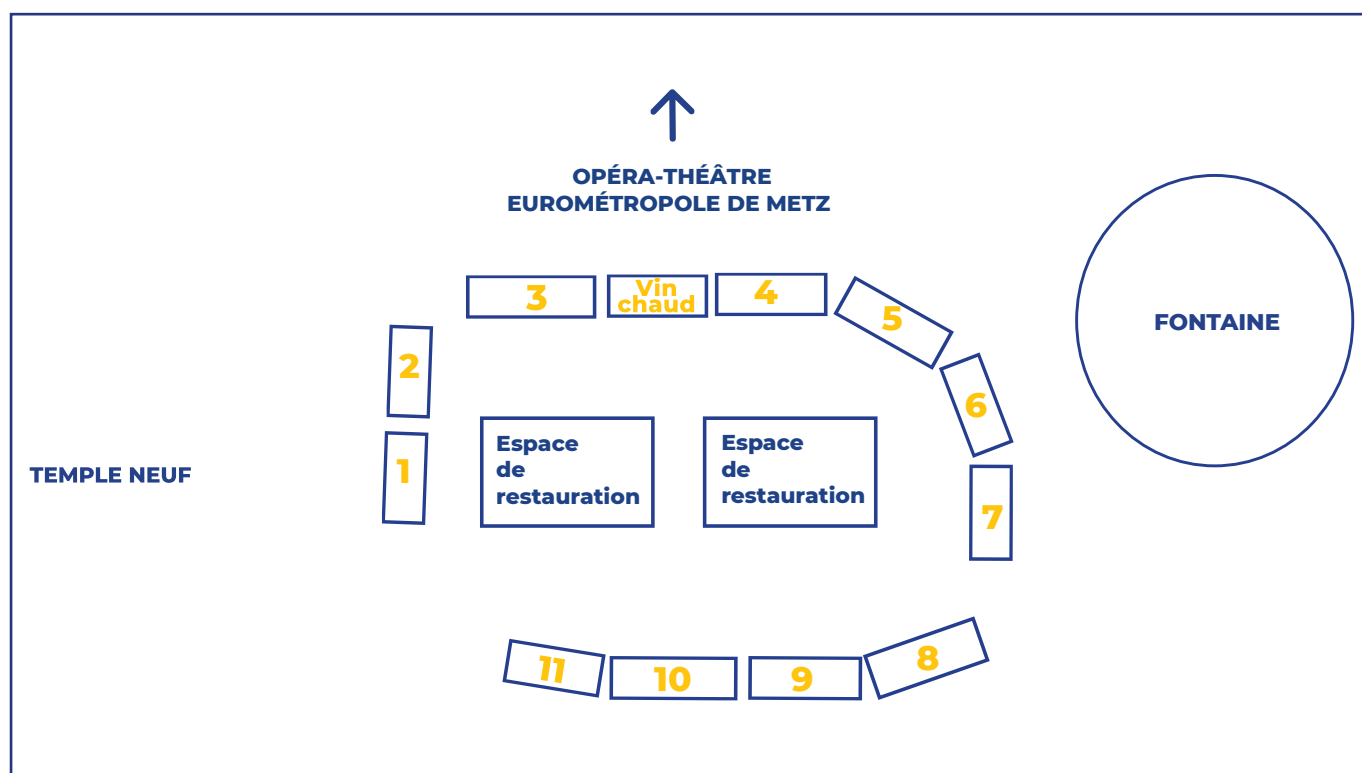 OPÉRA-THÉÂTRE
EUROMÉTROPOLE DE METZ
FONTAINE
3
Vin
chaud
4
5
2
6
1
Espace
de
restauration
Espace
de
restauration
TEMPLE NEUF
7
11
10
9
8